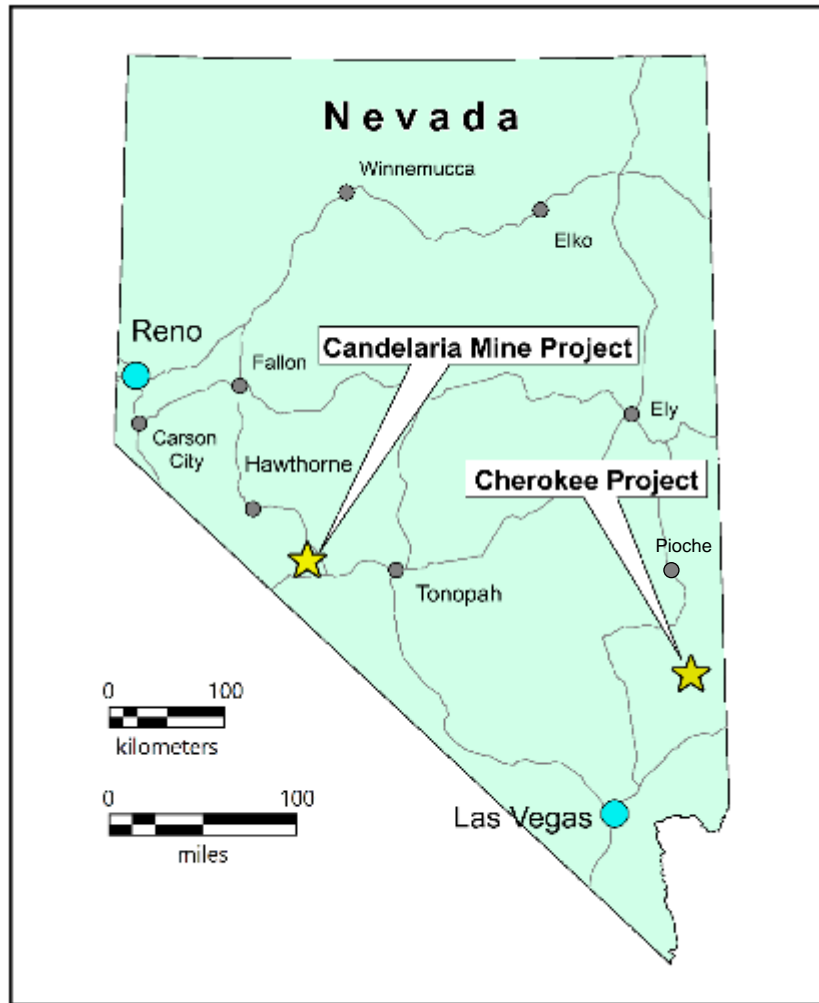 Nevada
Winnemucca
Elko
Reno
Candelaria Mine Project
Fallon
Ely
Carson
City
Hawthorne
Cherokee Project
Pioche
Tonopah
0 100
kilometers
0 100
miles
Las Vegas